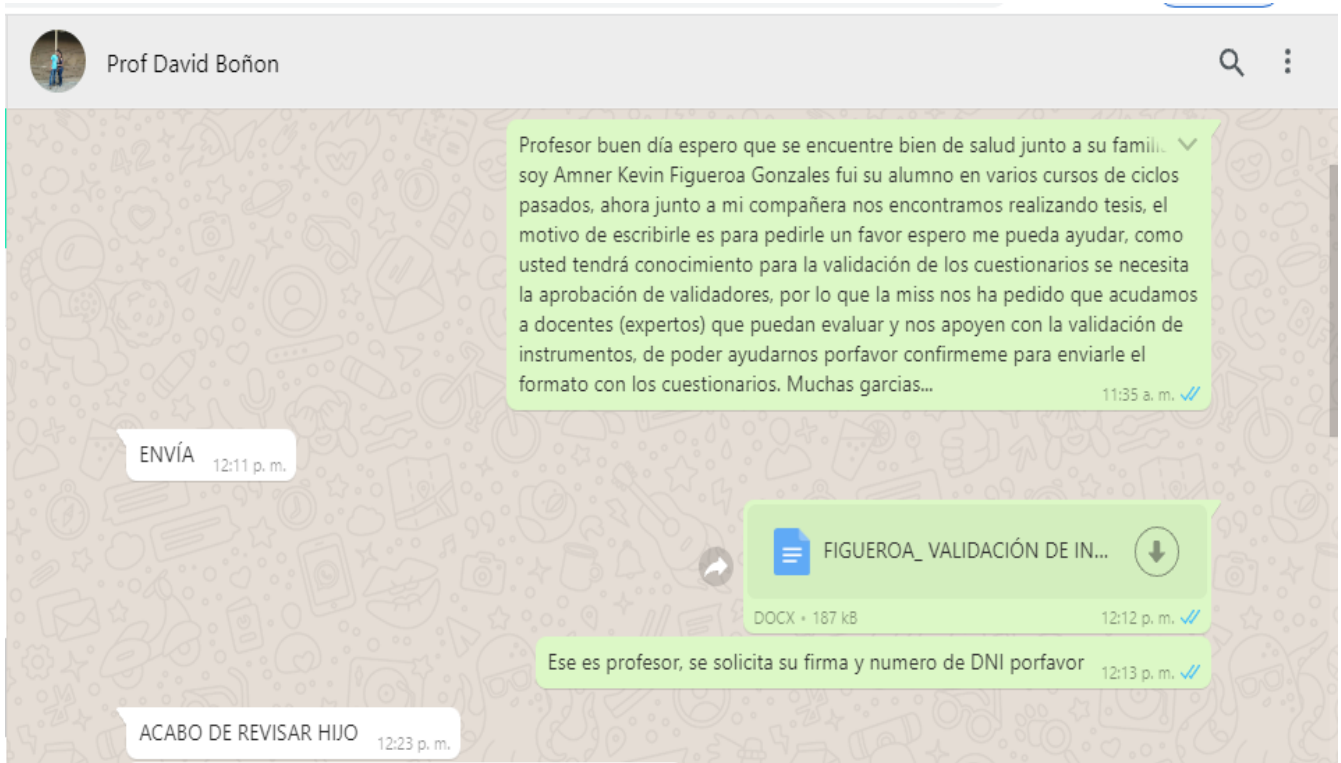 Prof David Boñon
Profesor buen día espero que se encuentre bien de salud junto a su famili..
soy Amner Kevin Figueroa Gonzales fui su alumno en varios cursos de ciclos
pasados, ahora junto a mi compañera nos encontramos realizando tesis, el
motivo de escribirle es para pedirle un favor espero me pueda ayudar, como
usted tendrá conocimiento para la validación de los cuestionarios se necesita
la aprobación de validadores, por lo que la miss nos ha pedido que acudamos
a docentes (expertos) que puedan evaluar y nos apoyen con la validación de
instrumentos, de poder ayudarnos porfavor confirmeme para enviarle el
formato con los cuestionarios. Muchas garcias...
11:35 a. m.
ENVÍA
12:11 p. m.
FIGUEROA_ VALIDACIÓN DE IN...
DOCX • 187 kB
12:12 p. m.
Ese es profesor, se solicita su firma y numero de DNI porfavor
12:13 p. m.
ACABO DE REVISAR HIJO
12:23 p. m.